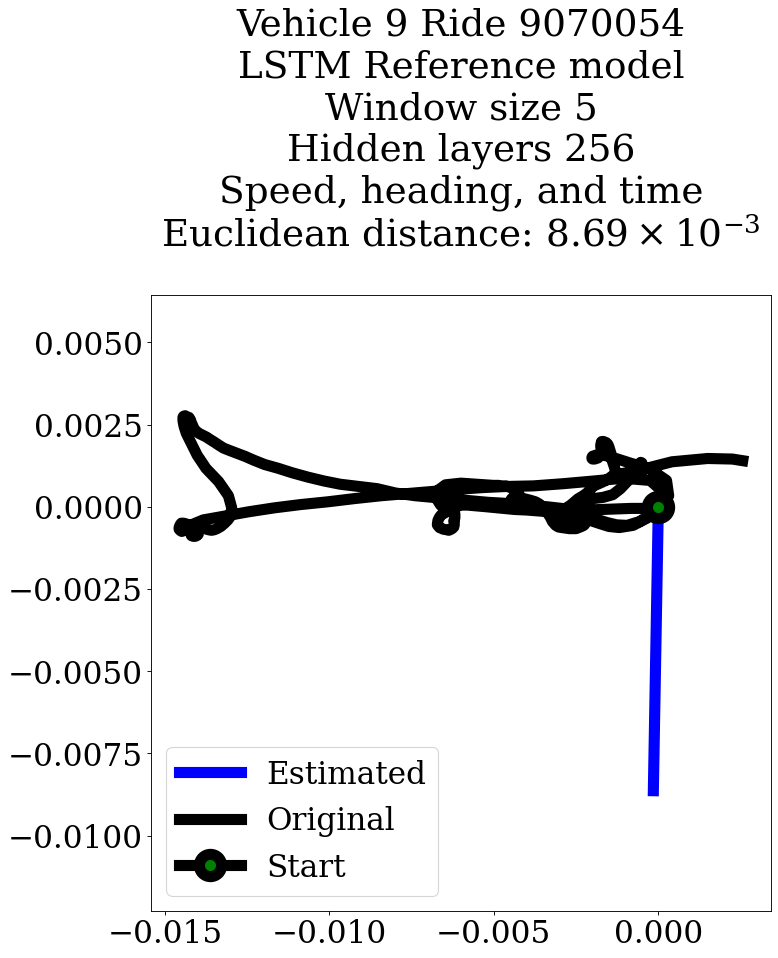 Vehicle 9 Ride 9070054
LSTM Reference model
Window size 5
Hidden layers 256
Speed, heading, and time
Euclidean distance: 8.69 × 10⁻³
0.0050
0.0025
0.0000
−0.0025
−0.0050
−0.0075
−0.0100
Estimated
Original
Start
−0.015 −0.010 −0.005 0.000